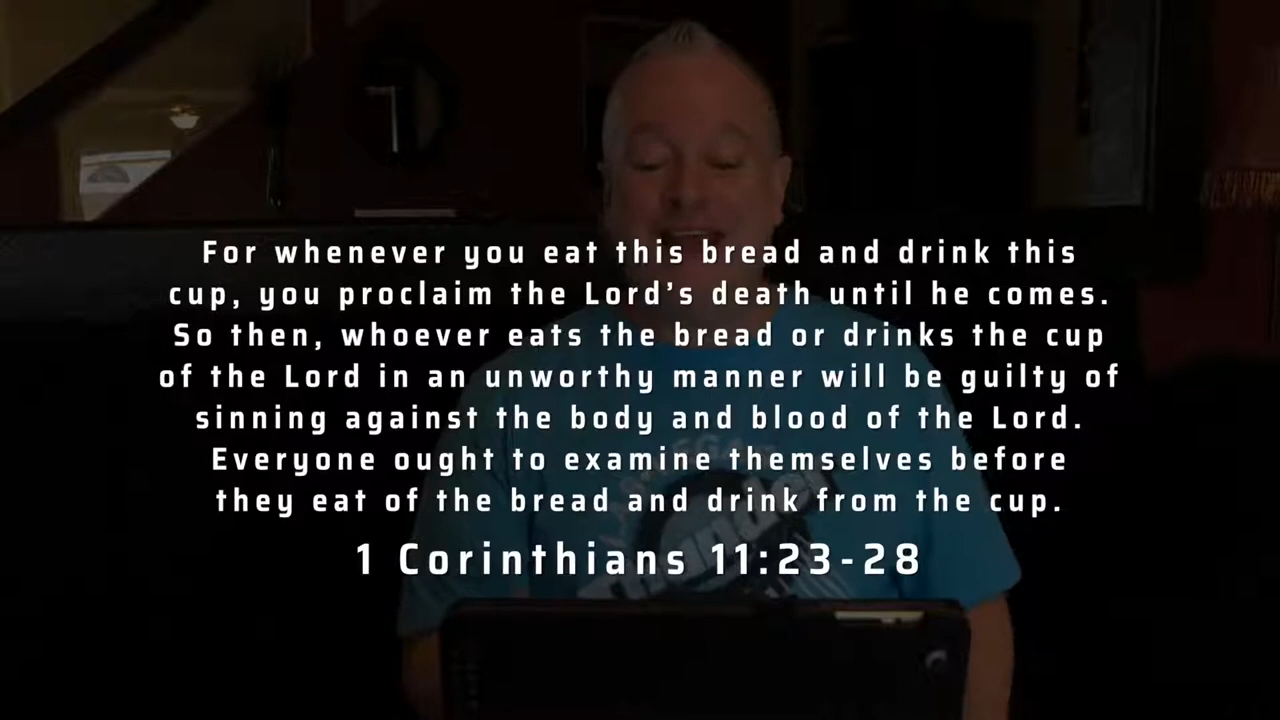 For whenever you eat this bread and drink this
cup, you proclaim the Lord’s death until he comes.
So then, whoever eats the bread or drinks the cup
of the Lord in an unworthy manner will be guilty of
sinning against the body and blood of the Lord.
Everyone ought to examine themselves before
they eat of the bread and drink from the cup.
1 Corinthians 11:23-28
Thunder